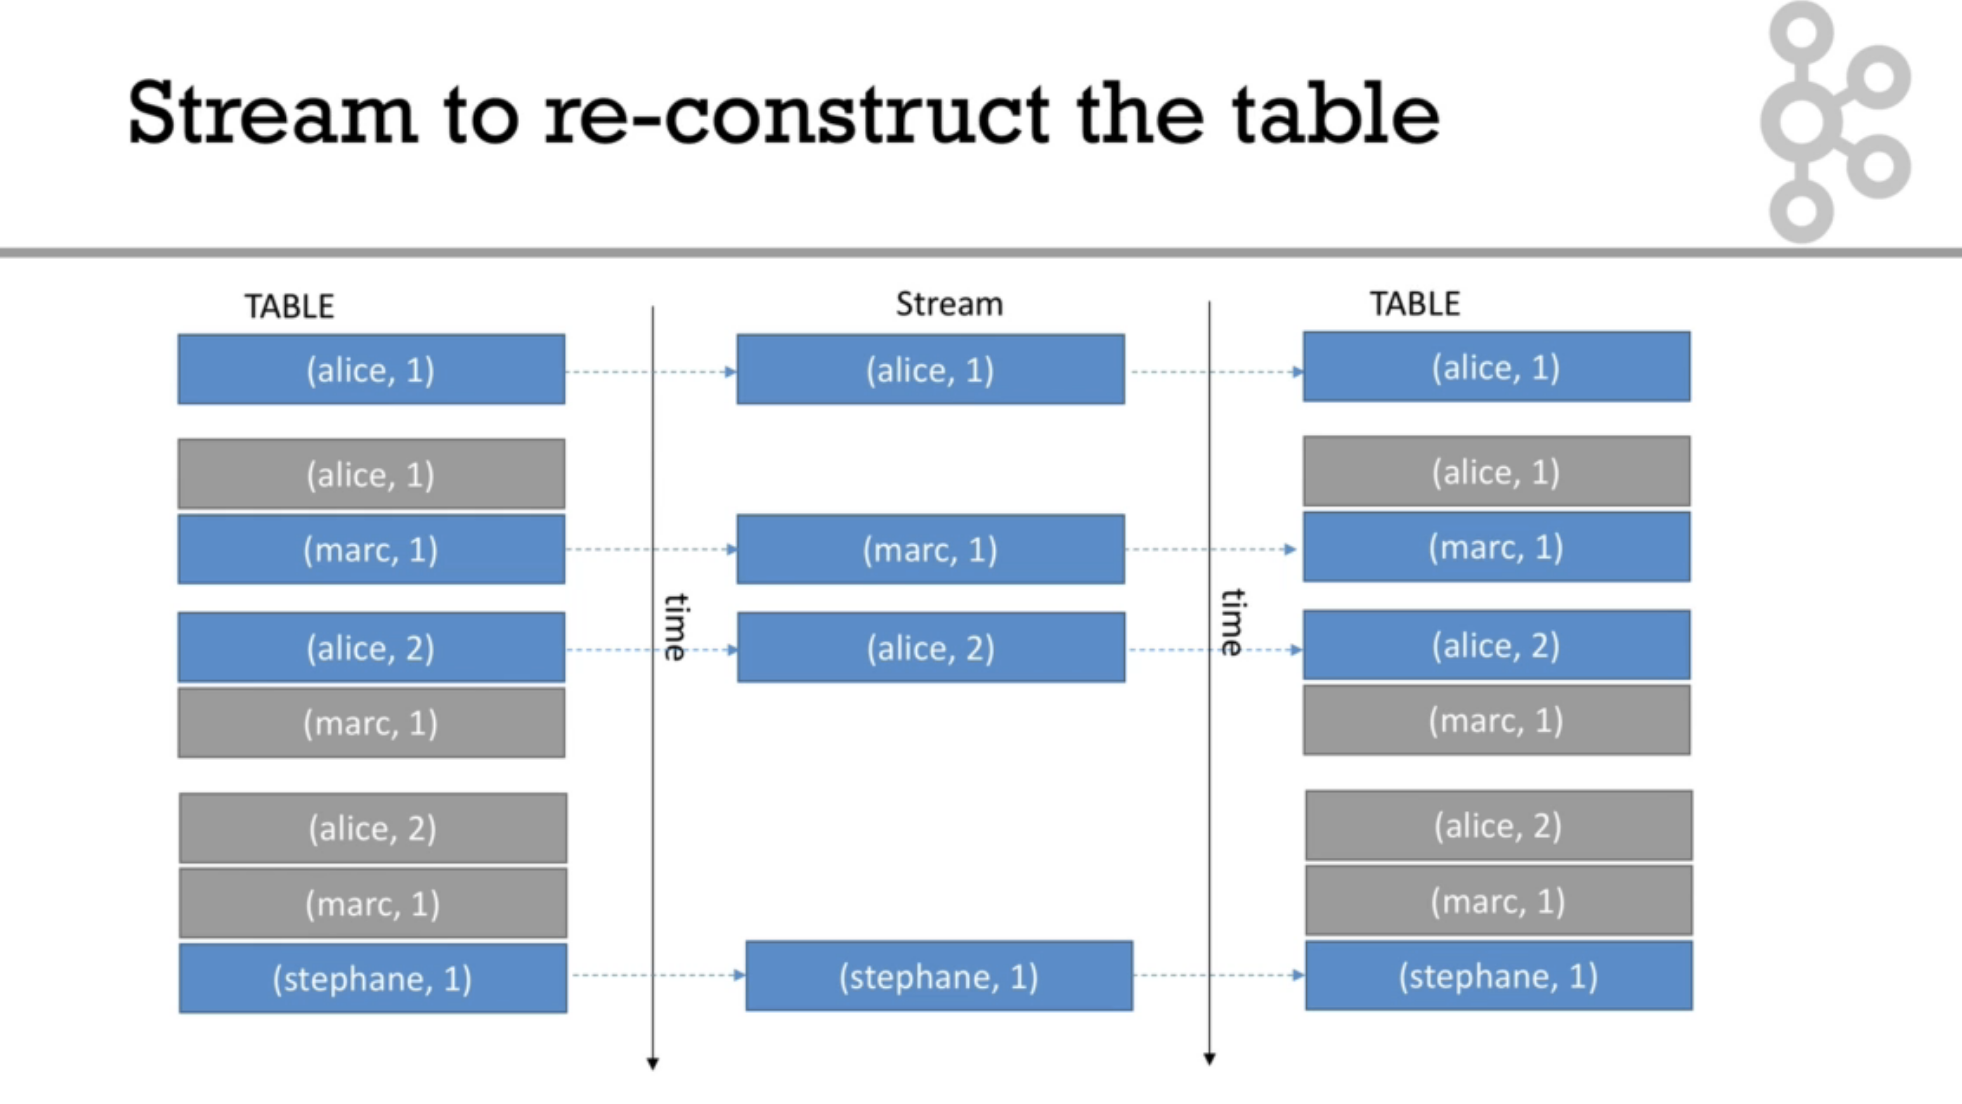 Stream to re-construct the table
TABLE
Stream
TABLE
(alice, 1)
(alice, 1)
(alice, 1)
(alice, 1)
(alice, 1)
(marc, 1)
(marc, 1)
(marc, 1)
time
time
(alice, 2)
(alice, 2)
(alice, 2)
(marc, 1)
(marc, 1)
(alice, 2)
(alice, 2)
(marc, 1)
(marc, 1)
(stephane, 1)
(stephane, 1)
(stephane, 1)